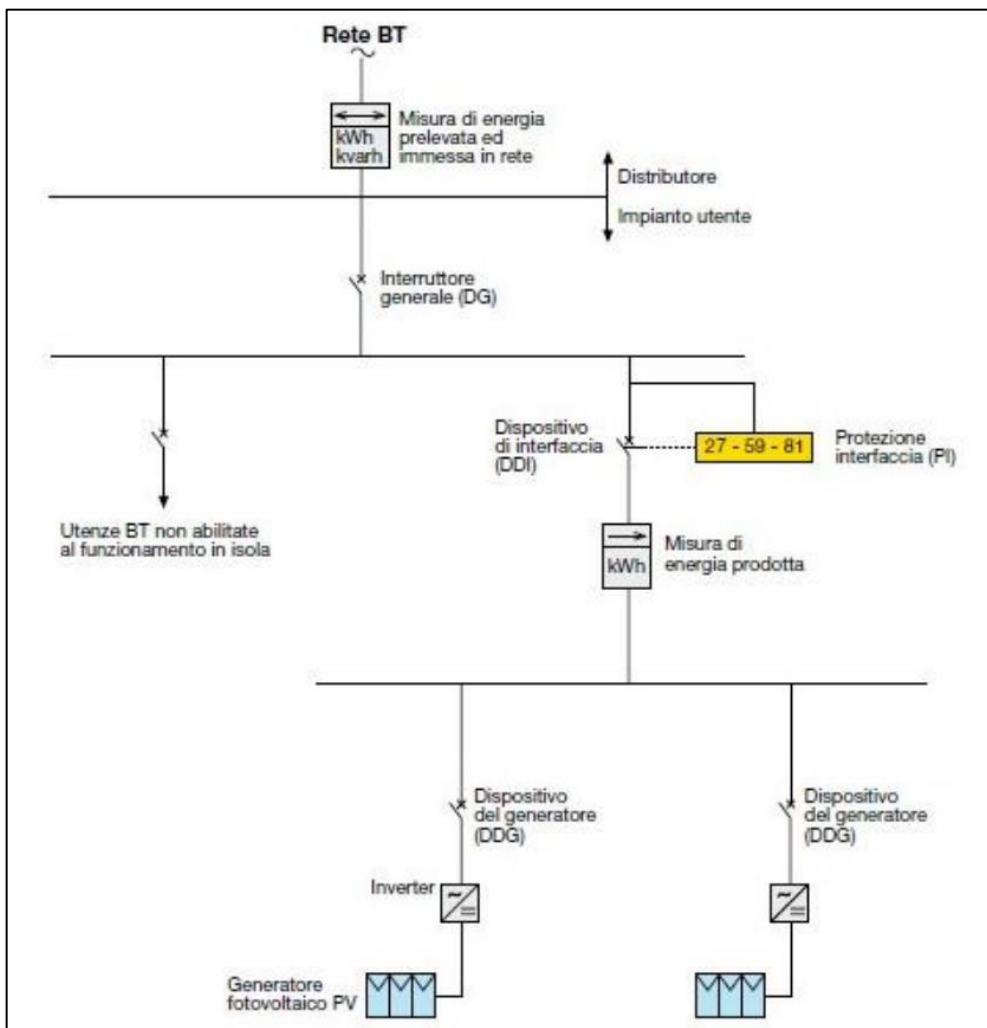 Rete BT
Misura di energia
prelevata ed
immessa in rete
kWh
kvarh
Distributore
Impianto utente
Interruttore
generale (DG)
Dispositivo
di interfaccia
(DDI)
27 - 59 - 81
Protezione
interfaccia (PI)
Utenze BT non abilitate
al funzionamento in isola
kWh
Misura di
energia prodotta
Dispositivo
del generatore
(DDG)
Dispositivo
del generatore
(DDG)
Inverter
Generatore
fotovoltaico PV